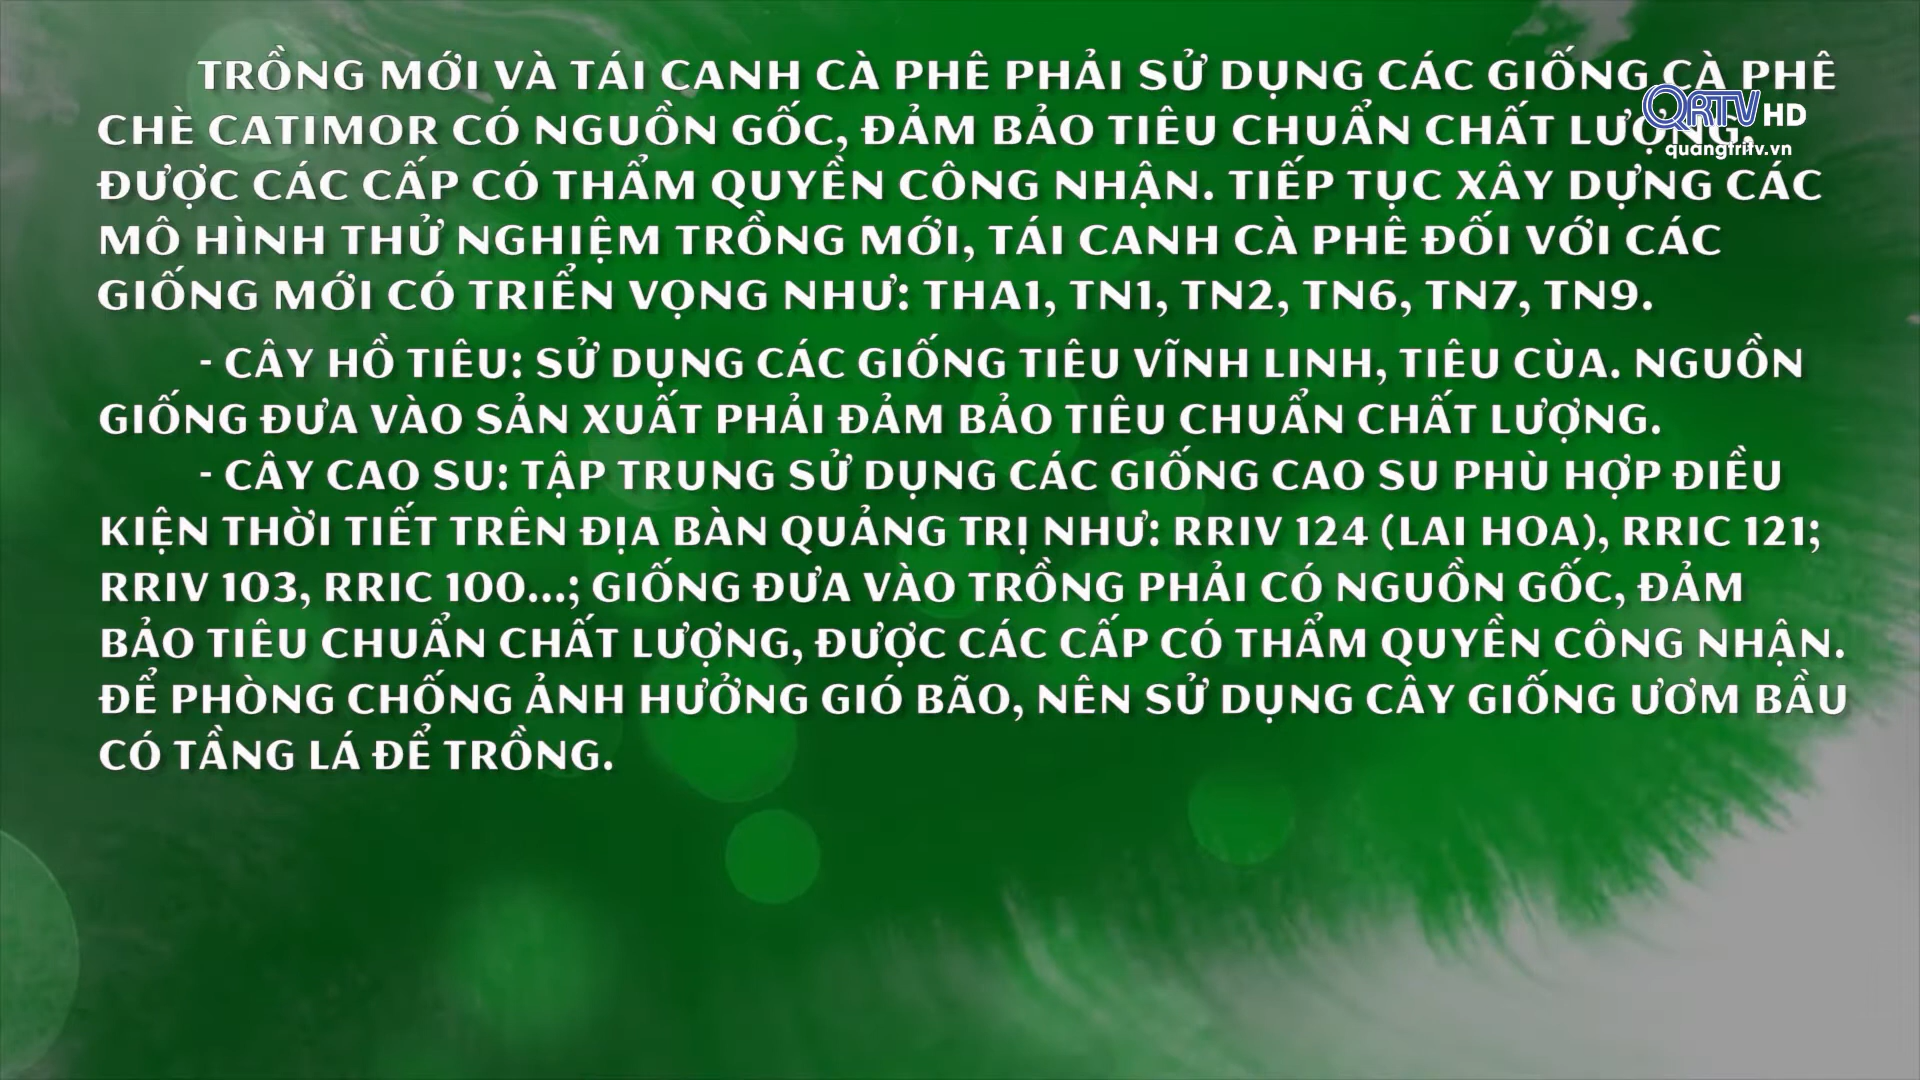 TRỒNG MỚI VÀ TÁI CANH CÀ PHÊ PHẢI SỬ DỤNG CÁC GIỐNG CÀ PHÊ
CHÈ CATIMOR CÓ NGUỒN GỐC, ĐẢM BẢO TIÊU CHUẨN CHẤT LƯỢNG,
QRTV HD
quangtritv.vn
ĐƯỢC CÁC CẤP CÓ THẨM QUYỀN CÔNG NHẬN. TIẾP TỤC XÂY DỰNG CÁC
MÔ HÌNH THỬ NGHIỆM TRỒNG MỚI, TÁI CANH CÀ PHÊ ĐỐI VỚI CÁC
GIỐNG MỚI CÓ TRIỂN VỌNG NHƯ: THA1, TN1, TN2, TN6, TN7, TN9.
- CÂY HỒ TIÊU: SỬ DỤNG CÁC GIỐNG TIÊU VĨNH LINH, TIÊU CÙA. NGUỒN
GIỐNG ĐƯA VÀO SẢN XUẤT PHẢI ĐẢM BẢO TIÊU CHUẨN CHẤT LƯỢNG.
- CÂY CAO SU: TẬP TRUNG SỬ DỤNG CÁC GIỐNG CAO SU PHÙ HỢP ĐIỀU
KIỆN THỜI TIẾT TRÊN ĐỊA BÀN QUẢNG TRỊ NHƯ: RRIV 124 (LAI HOA), RRIC 121;
RRIV 103, RRIC 100...; GIỐNG ĐƯA VÀO TRỒNG PHẢI CÓ NGUỒN GỐC, ĐẢM
BẢO TIÊU CHUẨN CHẤT LƯỢNG, ĐƯỢC CÁC CẤP CÓ THẨM QUYỀN CÔNG NHẬN.
ĐỂ PHÒNG CHỐNG ẢNH HƯỞNG GIÓ BÃO, NÊN SỬ DỤNG CÂY GIỐNG ƯƠM BẦU
CÓ TẦNG LÁ ĐỂ TRỒNG.